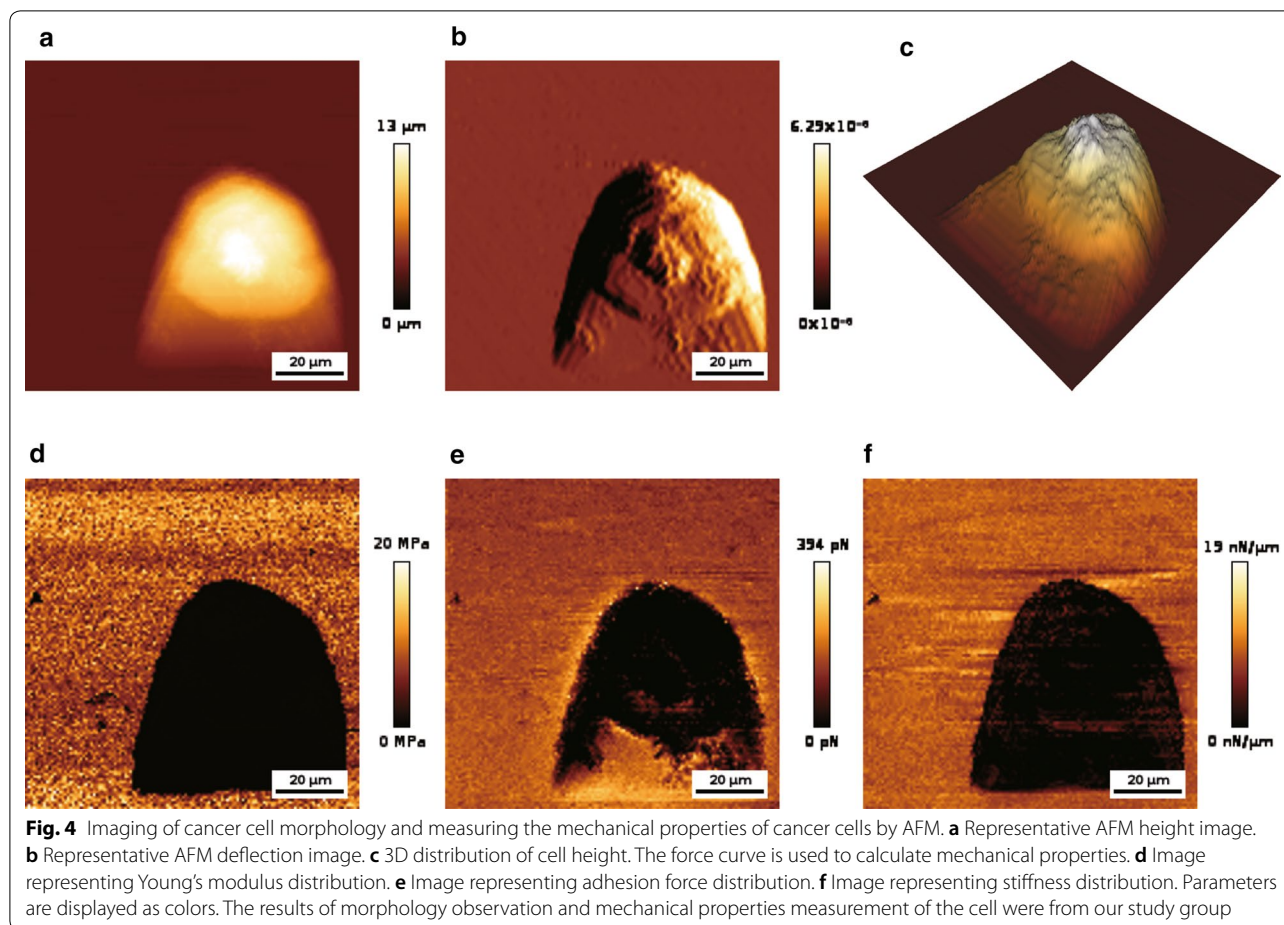 a
b
c
13 μm
0 μm
20 μm
6.25x10⁻⁶
0x10⁻⁶
20 μm
d
e
f
20 MPa
0 MPa
20 μm
394 pN
0 pN
20 μm
19 nN/μm
0 nN/μm
20 μm
Fig. 4 Imaging of cancer cell morphology and measuring the mechanical properties of cancer cells by AFM. a Representative AFM height image.
b Representative AFM deflection image. c 3D distribution of cell height. The force curve is used to calculate mechanical properties. d Image
representing Young's modulus distribution. e Image representing adhesion force distribution. f Image representing stiffness distribution. Parameters
are displayed as colors. The results of morphology observation and mechanical properties measurement of the cell were from our study group